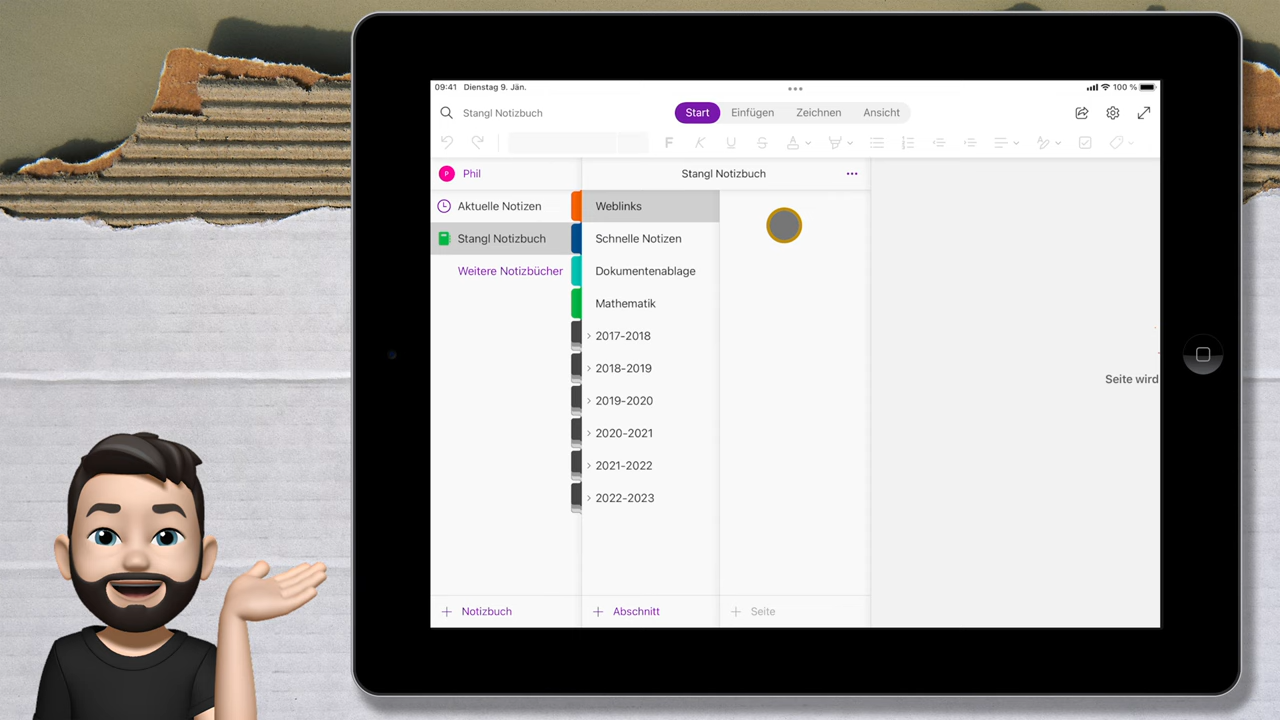 09:41 Dienstag 9. Jän.
100 %
Stangl Notizbuch
Start
Einfügen
Zeichnen
Ansicht
F K U S A
P
Phil
Stangl Notizbuch
Aktuelle Notizen
Stangl Notizbuch
Weitere Notizbücher
Weblinks
Schnelle Notizen
Dokumentenablage
Mathematik
2017-2018
2018-2019
2019-2020
2020-2021
2021-2022
2022-2023
Seite wird
Notizbuch
Abschnitt
Seite